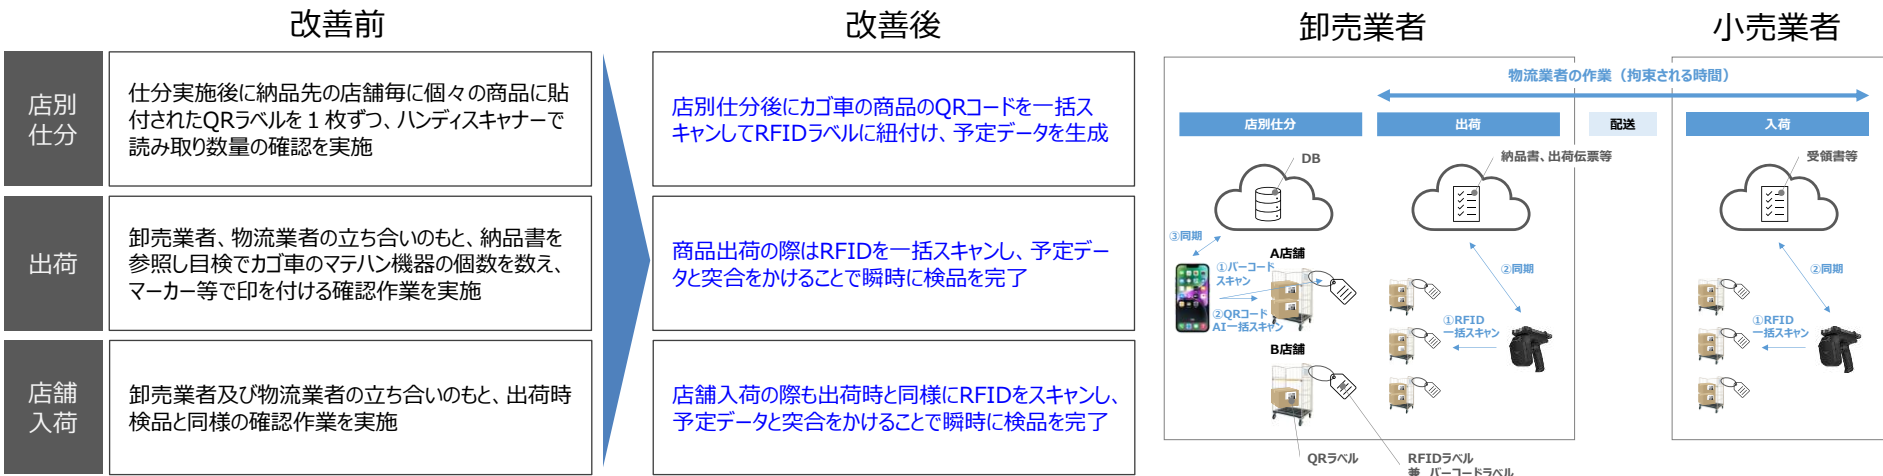 改善前
改善後
卸売業者
小売業者
店別
仕分
仕分実施後に納品先の店舗毎に個々の商品に貼
付されたQRラベルを１枚ずつ、ハンディスキャナーで
読み取り数量の確認を実施
店別仕分後にカゴ車の商品のQRコードを一括ス
キャンしてRFIDラベルに紐付け、予定データを生成
出荷
卸売業者、物流業者の立ち合いのもと、納品書を
参照し目検でカゴ車のマテハン機器の個数を数え、
マーカー等で印を付ける確認作業を実施
商品出荷の際はRFIDを一括スキャンし、予定デー
タと突合をかけることで瞬時に検品を完了
店舗
入荷
卸売業者及び物流業者の立ち合いのもと、出荷時
検品と同様の確認作業を実施
店舗入荷の際も出荷時と同様にRFIDをスキャンし、
予定データと突合をかけることで瞬時に検品を完了
物流業者の作業（拘束される時間）
店別仕分
出荷
配送
入荷
DB
納品書、出荷伝票等
受領書等
③同期
A店舗
①バーコード
スキャン
②QRコード
AI一括スキャン
B店舗
②同期
①RFID
一括スキャン
②同期
①RFID
一括スキャン
QRラベル
RFIDラベル
兼 バーコードラベル